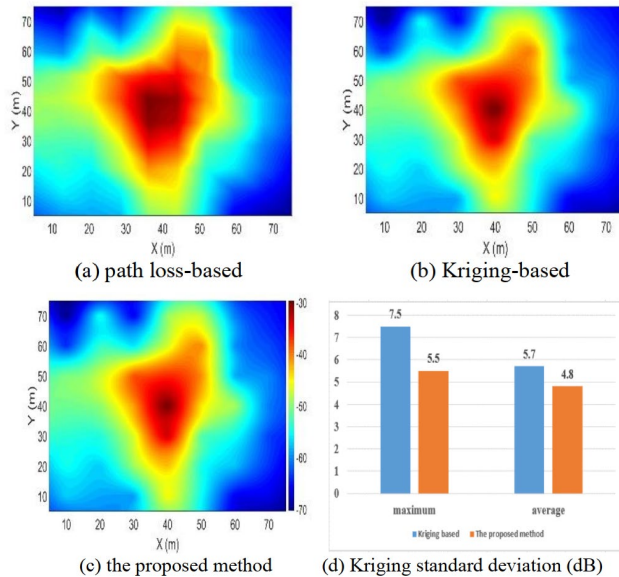 70
60
50
40
30
20
10
Y (m)
10 20 30 40 50 60 70
X (m)
(a) path loss-based
70
60
50
40
30
20
10
Y (m)
10 20 30 40 50 60 70
X (m)
(b) Kriging-based
70
60
50
40
30
20
10
Y (m)
10 20 30 40 50 60 70
X (m)
-30
-40
-50
-60
-70
(c) the proposed method
8
7
6
5
4
3
2
1
0
7.5
5.5
5.7
4.8
maximum average
Kriging based The proposed method
(d) Kriging standard deviation (dB)